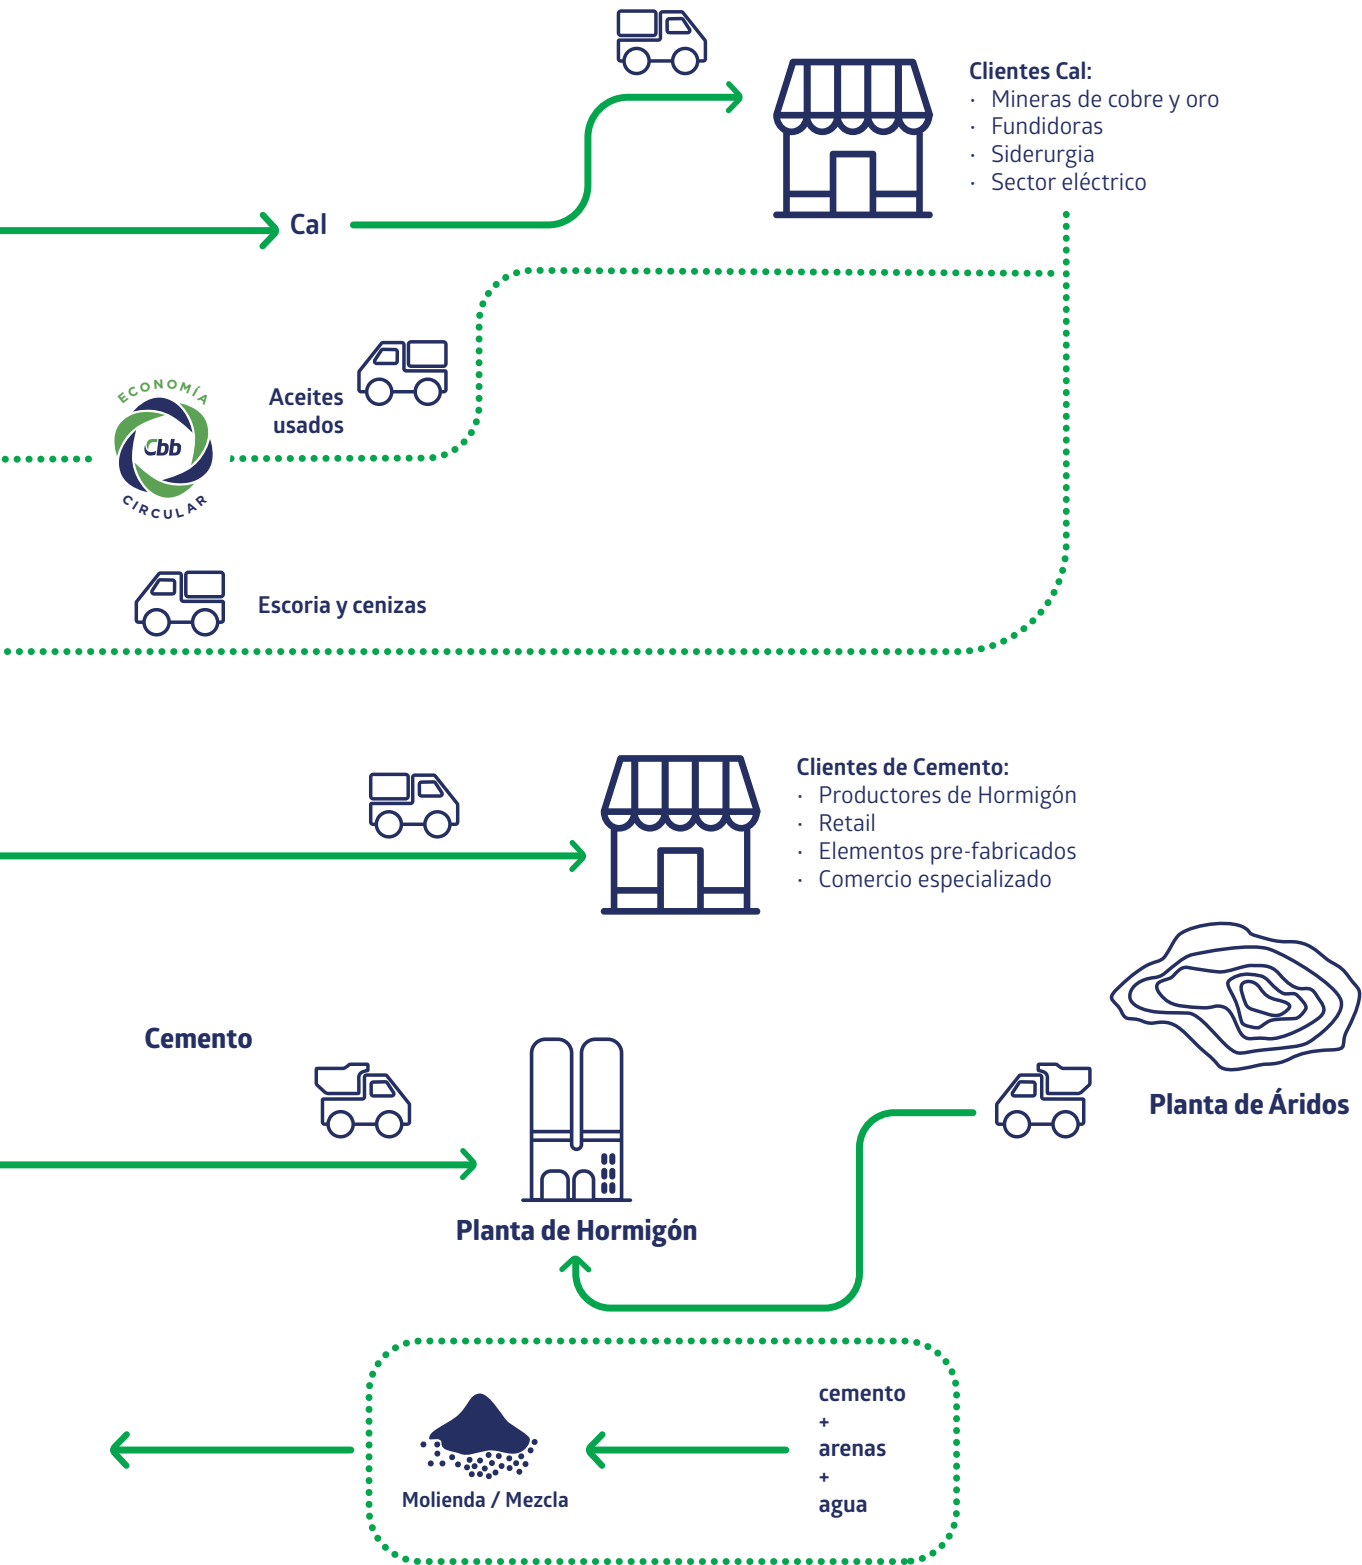 Clientes Cal:
· Mineras de cobre y oro
· Fundidoras
· Siderurgia
· Sector eléctrico
Cal
Aceites
usados
ECONOMÍA
Cbb
CIRCULAR
Escoria y cenizas
Clientes de Cemento:
· Productores de Hormigón
· Retail
· Elementos pre-fabricados
· Comercio especializado
Cemento
Planta de Áridos
Planta de Hormigón
cemento
+
arenas
+
agua
Molienda / Mezcla